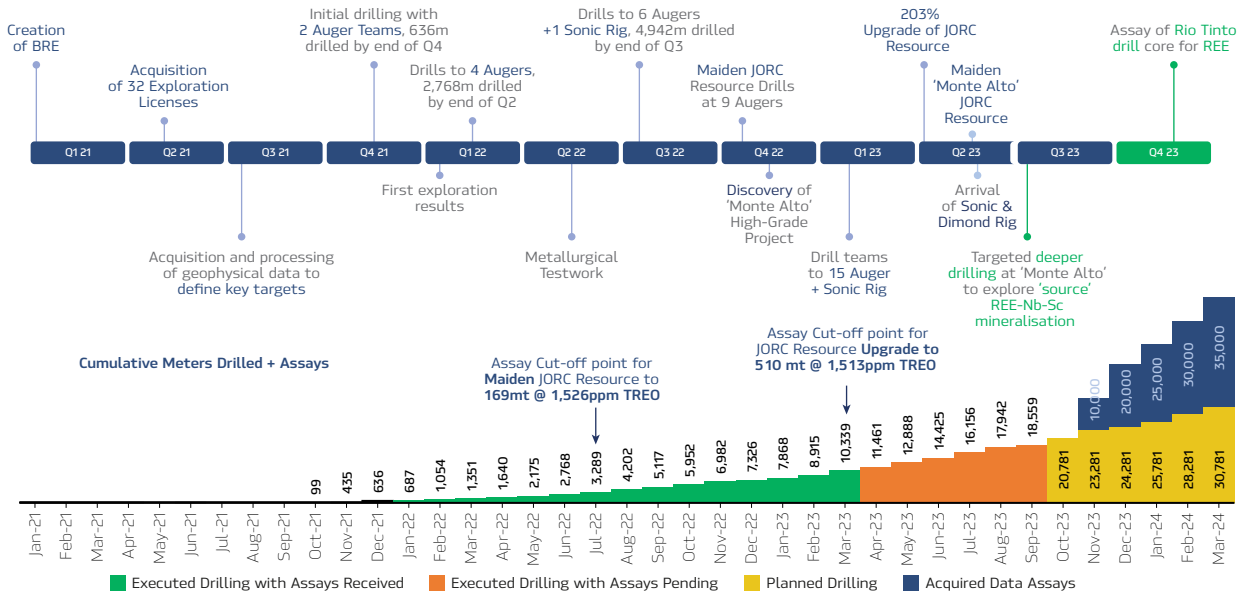 Creation
of BRE
Acquisition
of 32 Exploration
Licenses
Initial drilling with
2 Auger Teams, 636m
drilled by end of Q4
Drills to 4 Augers,
2,768m drilled
by end of Q2
Drills to 6 Augers
+1 Sonic Rig, 4,942m drilled
by end of Q3
Maiden JORC
Resource Drills
at 9 Augers
203%
Upgrade of JORC
Resource
Maiden
'Monte Alto'
JORC
Resource
Assay of Rio Tinto
drill core for REE
Q1 21
Q2 21
Q3 21
Q4 21
Q1 22
Q2 22
Q3 22
Q4 22
Q1 23
Q2 23
Q3 23
Q4 23
Acquisition and processing
of geophysical data to
define key targets
First exploration
results
Metallurgical
Testwork
Discovery of
'Monte Alto'
High-Grade
Project
Drill teams
to 15 Auger
+ Sonic Rig
Arrival
of Sonic &
Dimond Rig
Targeted deeper
drilling at 'Monte Alto'
to explore 'source'
REE-Nb-Sc
mineralisation
Cumulative Meters Drilled + Assays
Assay Cut-off point for
Maiden JORC Resource to
169mt @ 1,526ppm TREO
Assay Cut-off point for
JORC Resource Upgrade to
510 mt @ 1,513ppm TREO
99
435
636
687
1,054
1,351
1,640
2,175
2,768
3,289
4,202
5,117
5,952
6,982
7,326
7,868
8,915
10,339
11,461
12,888
14,425
16,156
17,942
18,559
20,781
23,281
24,281
25,781
28,281
30,781
10,000
20,000
25,000
30,000
35,000
Jan-21
Feb-21
Mar-21
Apr-21
May-21
Jun-21
Jul-21
Aug-21
Sep-21
Oct-21
Nov-21
Dec-21
Jan-22
Feb-22
Mar-22
Apr-22
May-22
Jun-22
Jul-22
Aug-22
Sep-22
Oct-22
Nov-22
Dec-22
Jan-23
Feb-23
Mar-23
Apr-23
May-23
Jun-23
Jul-23
Aug-23
Sep-23
Oct-23
Nov-23
Dec-23
Jan-24
Feb-24
Mar-24
Executed Drilling with Assays Received
Executed Drilling with Assays Pending
Planned Drilling
Acquired Data Assays